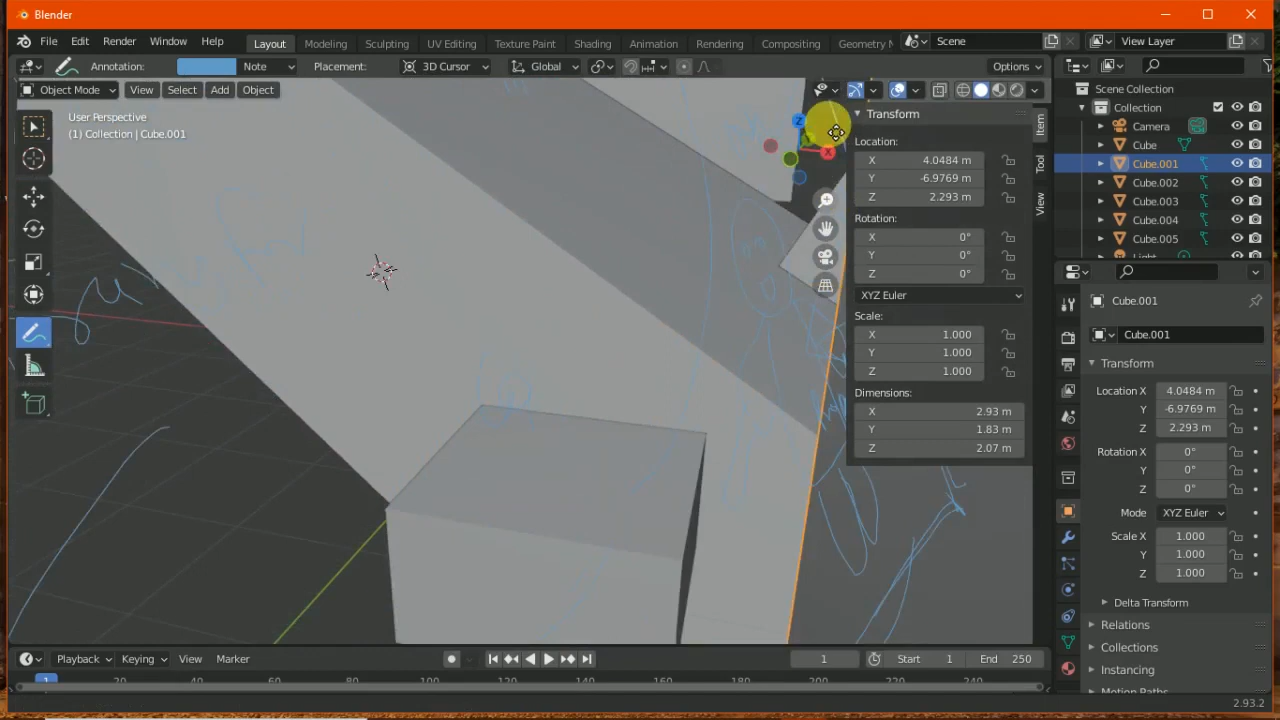 Blender
File Edit Render Window Help Layout Modeling Sculpting UV Editing Texture Paint Shading Animation Rendering Compositing Geometry N Scene View Layer
Annotation: Note Placement: 3D Cursor Global Options
Object Mode View Select Add Object
User Perspective
(1) Collection | Cube.001
Z
X
Transform
Location:
X 4.0484 m
Y -6.9769 m
Z 2.293 m
Rotation:
X 0°
Y 0°
Z 0°
XYZ Euler
Scale:
X 1.000
Y 1.000
Z 1.000
Dimensions:
X 2.93 m
Y 1.83 m
Z 2.07 m
Item
Tool
View
Scene Collection
Collection
Camera
Cube
Cube.001
Cube.002
Cube.003
Cube.004
Cube.005
Light
Cube.001
Cube.001
Transform
Location X 4.0484 m
Y -6.9769 m
Z 2.293 m
Rotation X 0°
Y 0°
Z 0°
Mode XYZ Euler
Scale X 1.000
Y 1.000
Z 1.000
Delta Transform
Relations
Collections
Instancing
Motion Paths
Playback Keying View Marker 1 Start 1 End 250
1 20 40 60 80 100 120 140 160 180 200 220 240
2.93.2